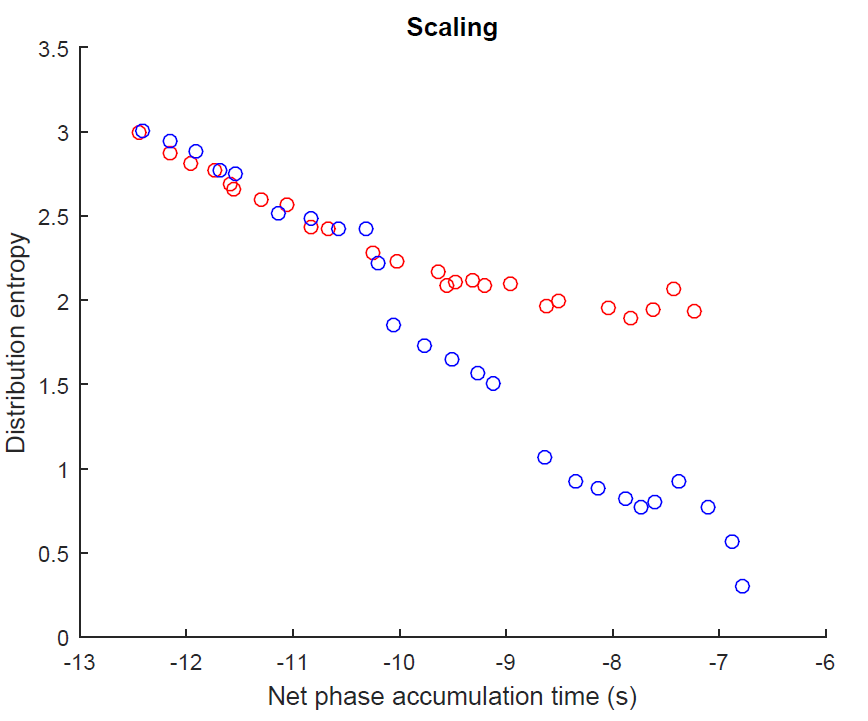 Scaling
Distribution entropy
3.5
3
2.5
2
1.5
1
0.5
0
-13 -12 -11 -10 -9 -8 -7 -6
Net phase accumulation time (s)